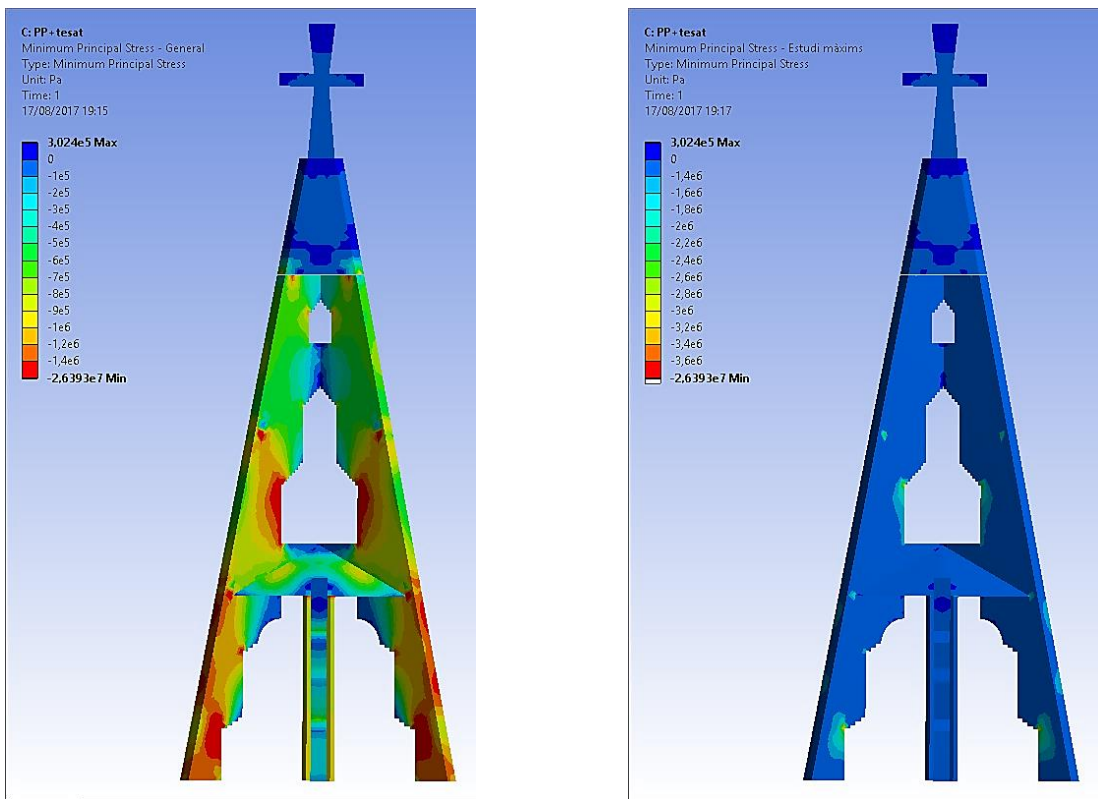 C: PP+tesat
Minimum Principal Stress - General
Type: Minimum Principal Stress
Unit: Pa
Time: 1
17/08/2017 19:15
3,024e5 Max
0
-1e5
-2e5
-3e5
-4e5
-5e5
-6e5
-7e5
-8e5
-9e5
-1e6
-1,2e6
-1,4e6
-2,6393e7 Min
C: PP+tesat
Minimum Principal Stress - Estudi màxims
Type: Minimum Principal Stress
Unit: Pa
Time: 1
17/08/2017 19:17
3,024e5 Max
0
-1,4e6
-1,6e6
-1,8e6
-2e6
-2,2e6
-2,4e6
-2,6e6
-2,8e6
-3e6
-3,2e6
-3,4e6
-3,6e6
-2,6393e7 Min